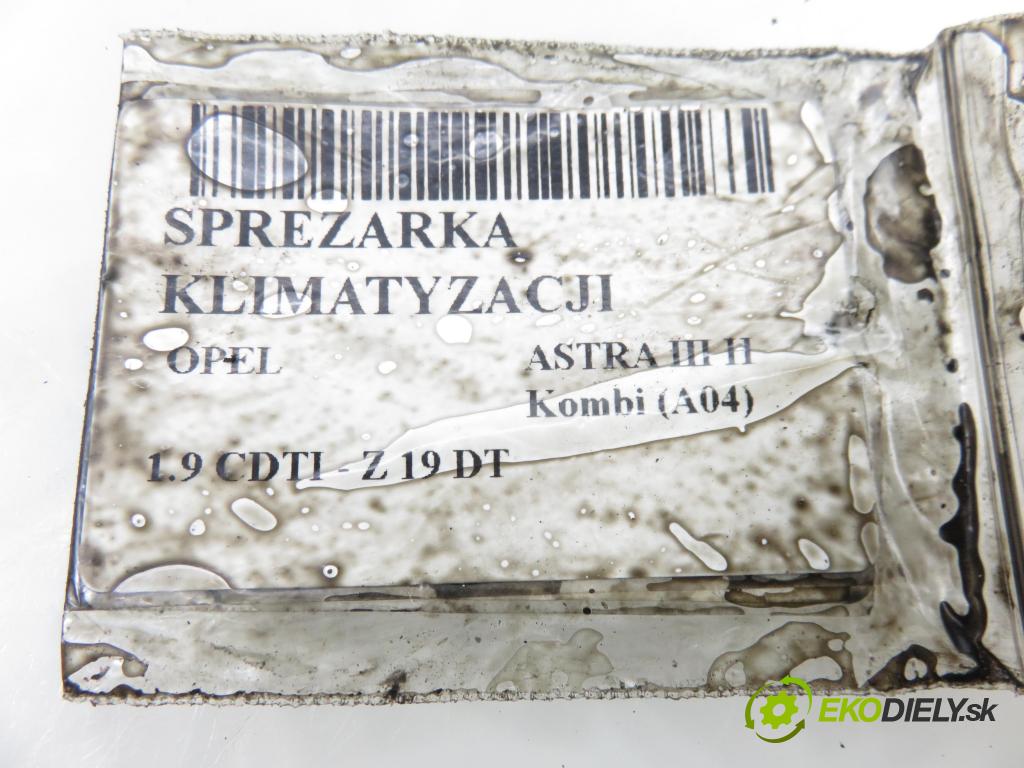 SPREZARKA
KLIMATYZACJI
OPEL ASTRA III H
Kombi (A04)
1.9 CDTI - Z 19 DT
EKODIELY.sk